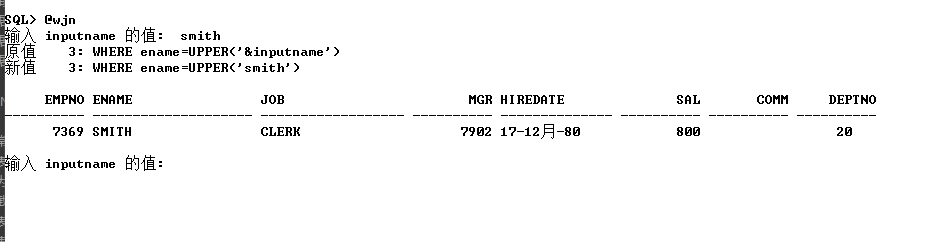 SQL> @wjn
输入 inputname 的值:  smith
原值    3: WHERE ename=UPPER('&inputname')
新值    3: WHERE ename=UPPER('smith')
     EMPNO ENAME                JOB                       MGR HIREDATE              SAL       COMM     DEPTNO
---------- -------------------- ------------------ ---------- -------------- ---------- ---------- ----------
      7369 SMITH                CLERK                    7902 17-12月-80            800                    20
输入 inputname 的值: